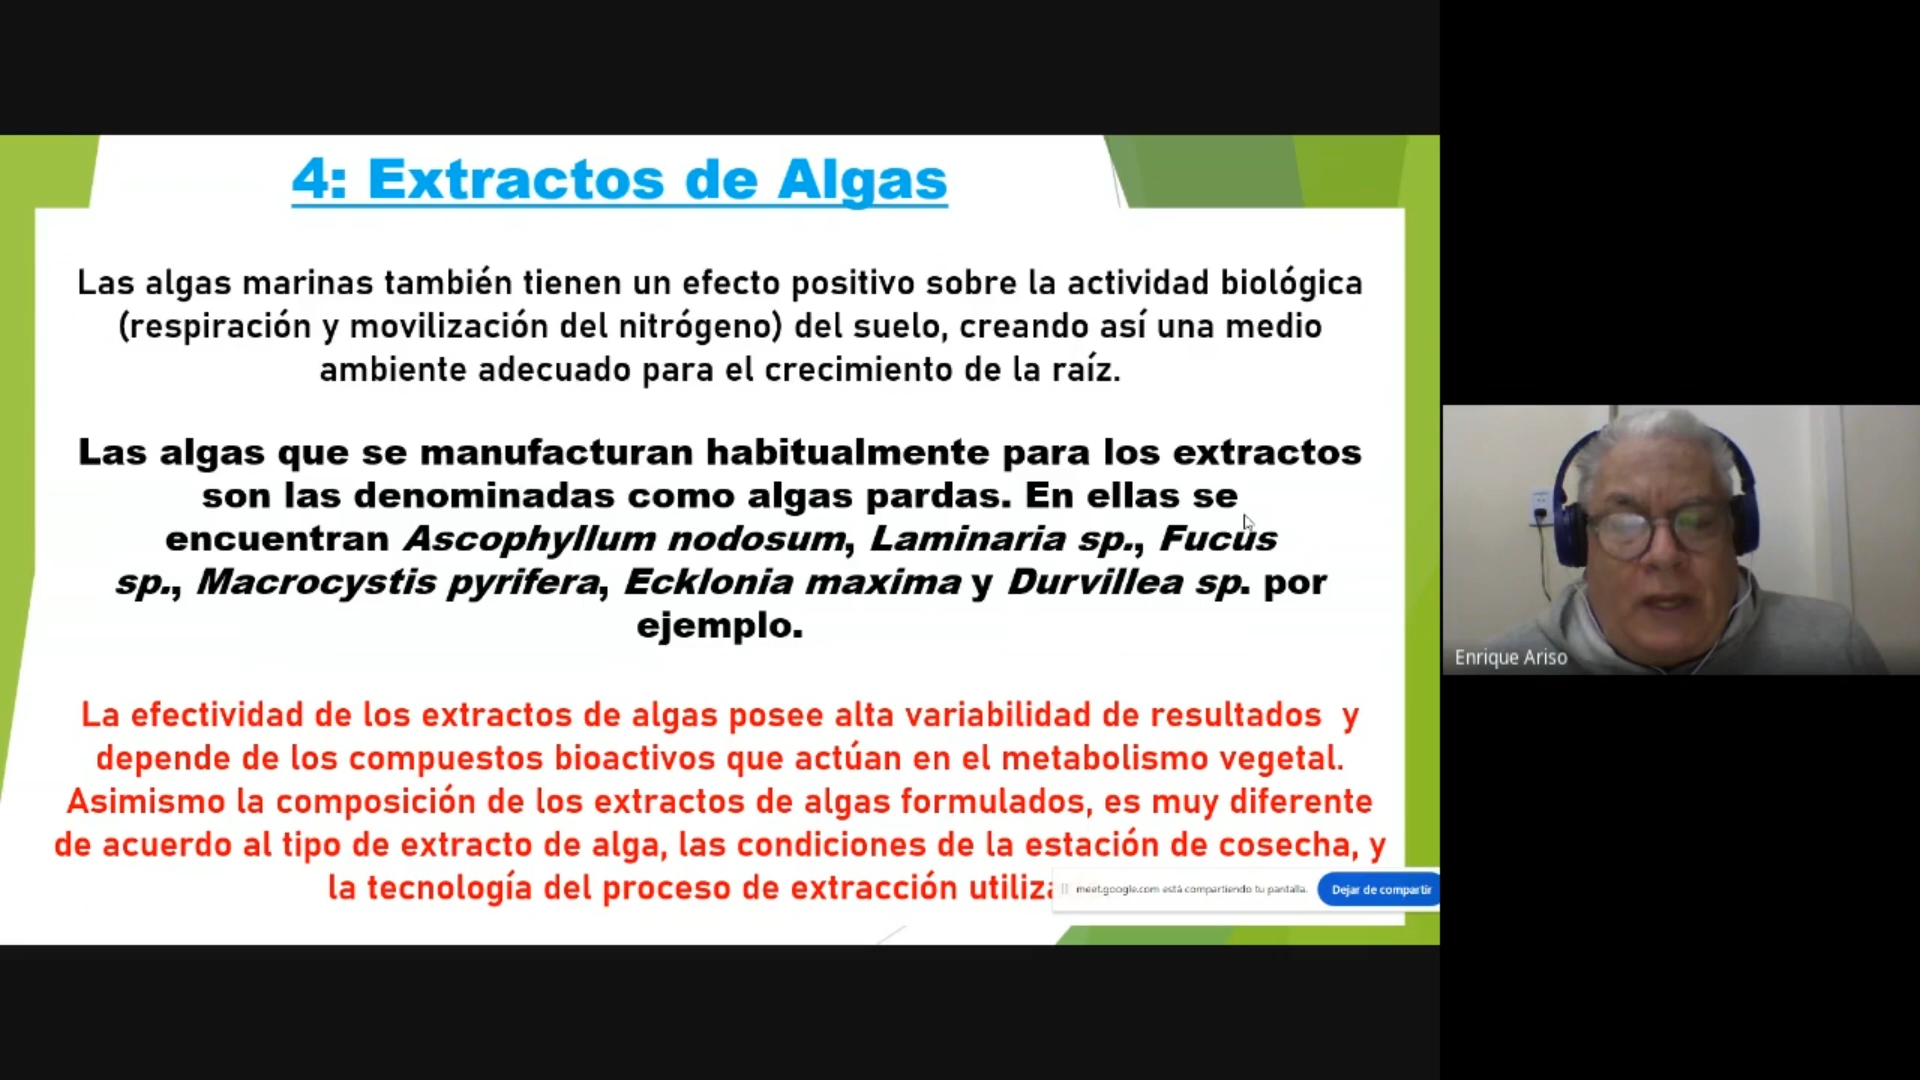 4: Extractos de Algas
Las algas marinas también tienen un efecto positivo sobre la actividad biológica
(respiración y movilización del nitrógeno) del suelo, creando así una medio
ambiente adecuado para el crecimiento de la raíz.
Las algas que se manufacturan habitualmente para los extractos
son las denominadas como algas pardas. En ellas se
encuentran Ascophyllum nodosum, Laminaria sp., Fucus
sp., Macrocystis pyrifera, Ecklonia maxima y Durvillea sp. por
ejemplo.
La efectividad de los extractos de algas posee alta variabilidad de resultados y
depende de los compuestos bioactivos que actúan en el metabolismo vegetal.
Asimismo la composición de los extractos de algas formulados, es muy diferente
de acuerdo al tipo de extracto de alga, las condiciones de la estación de cosecha, y
la tecnología del proceso de extracción
meet.google.com está compartiendo tu pantalla.
Dejar de compartir
Enrique Ariso